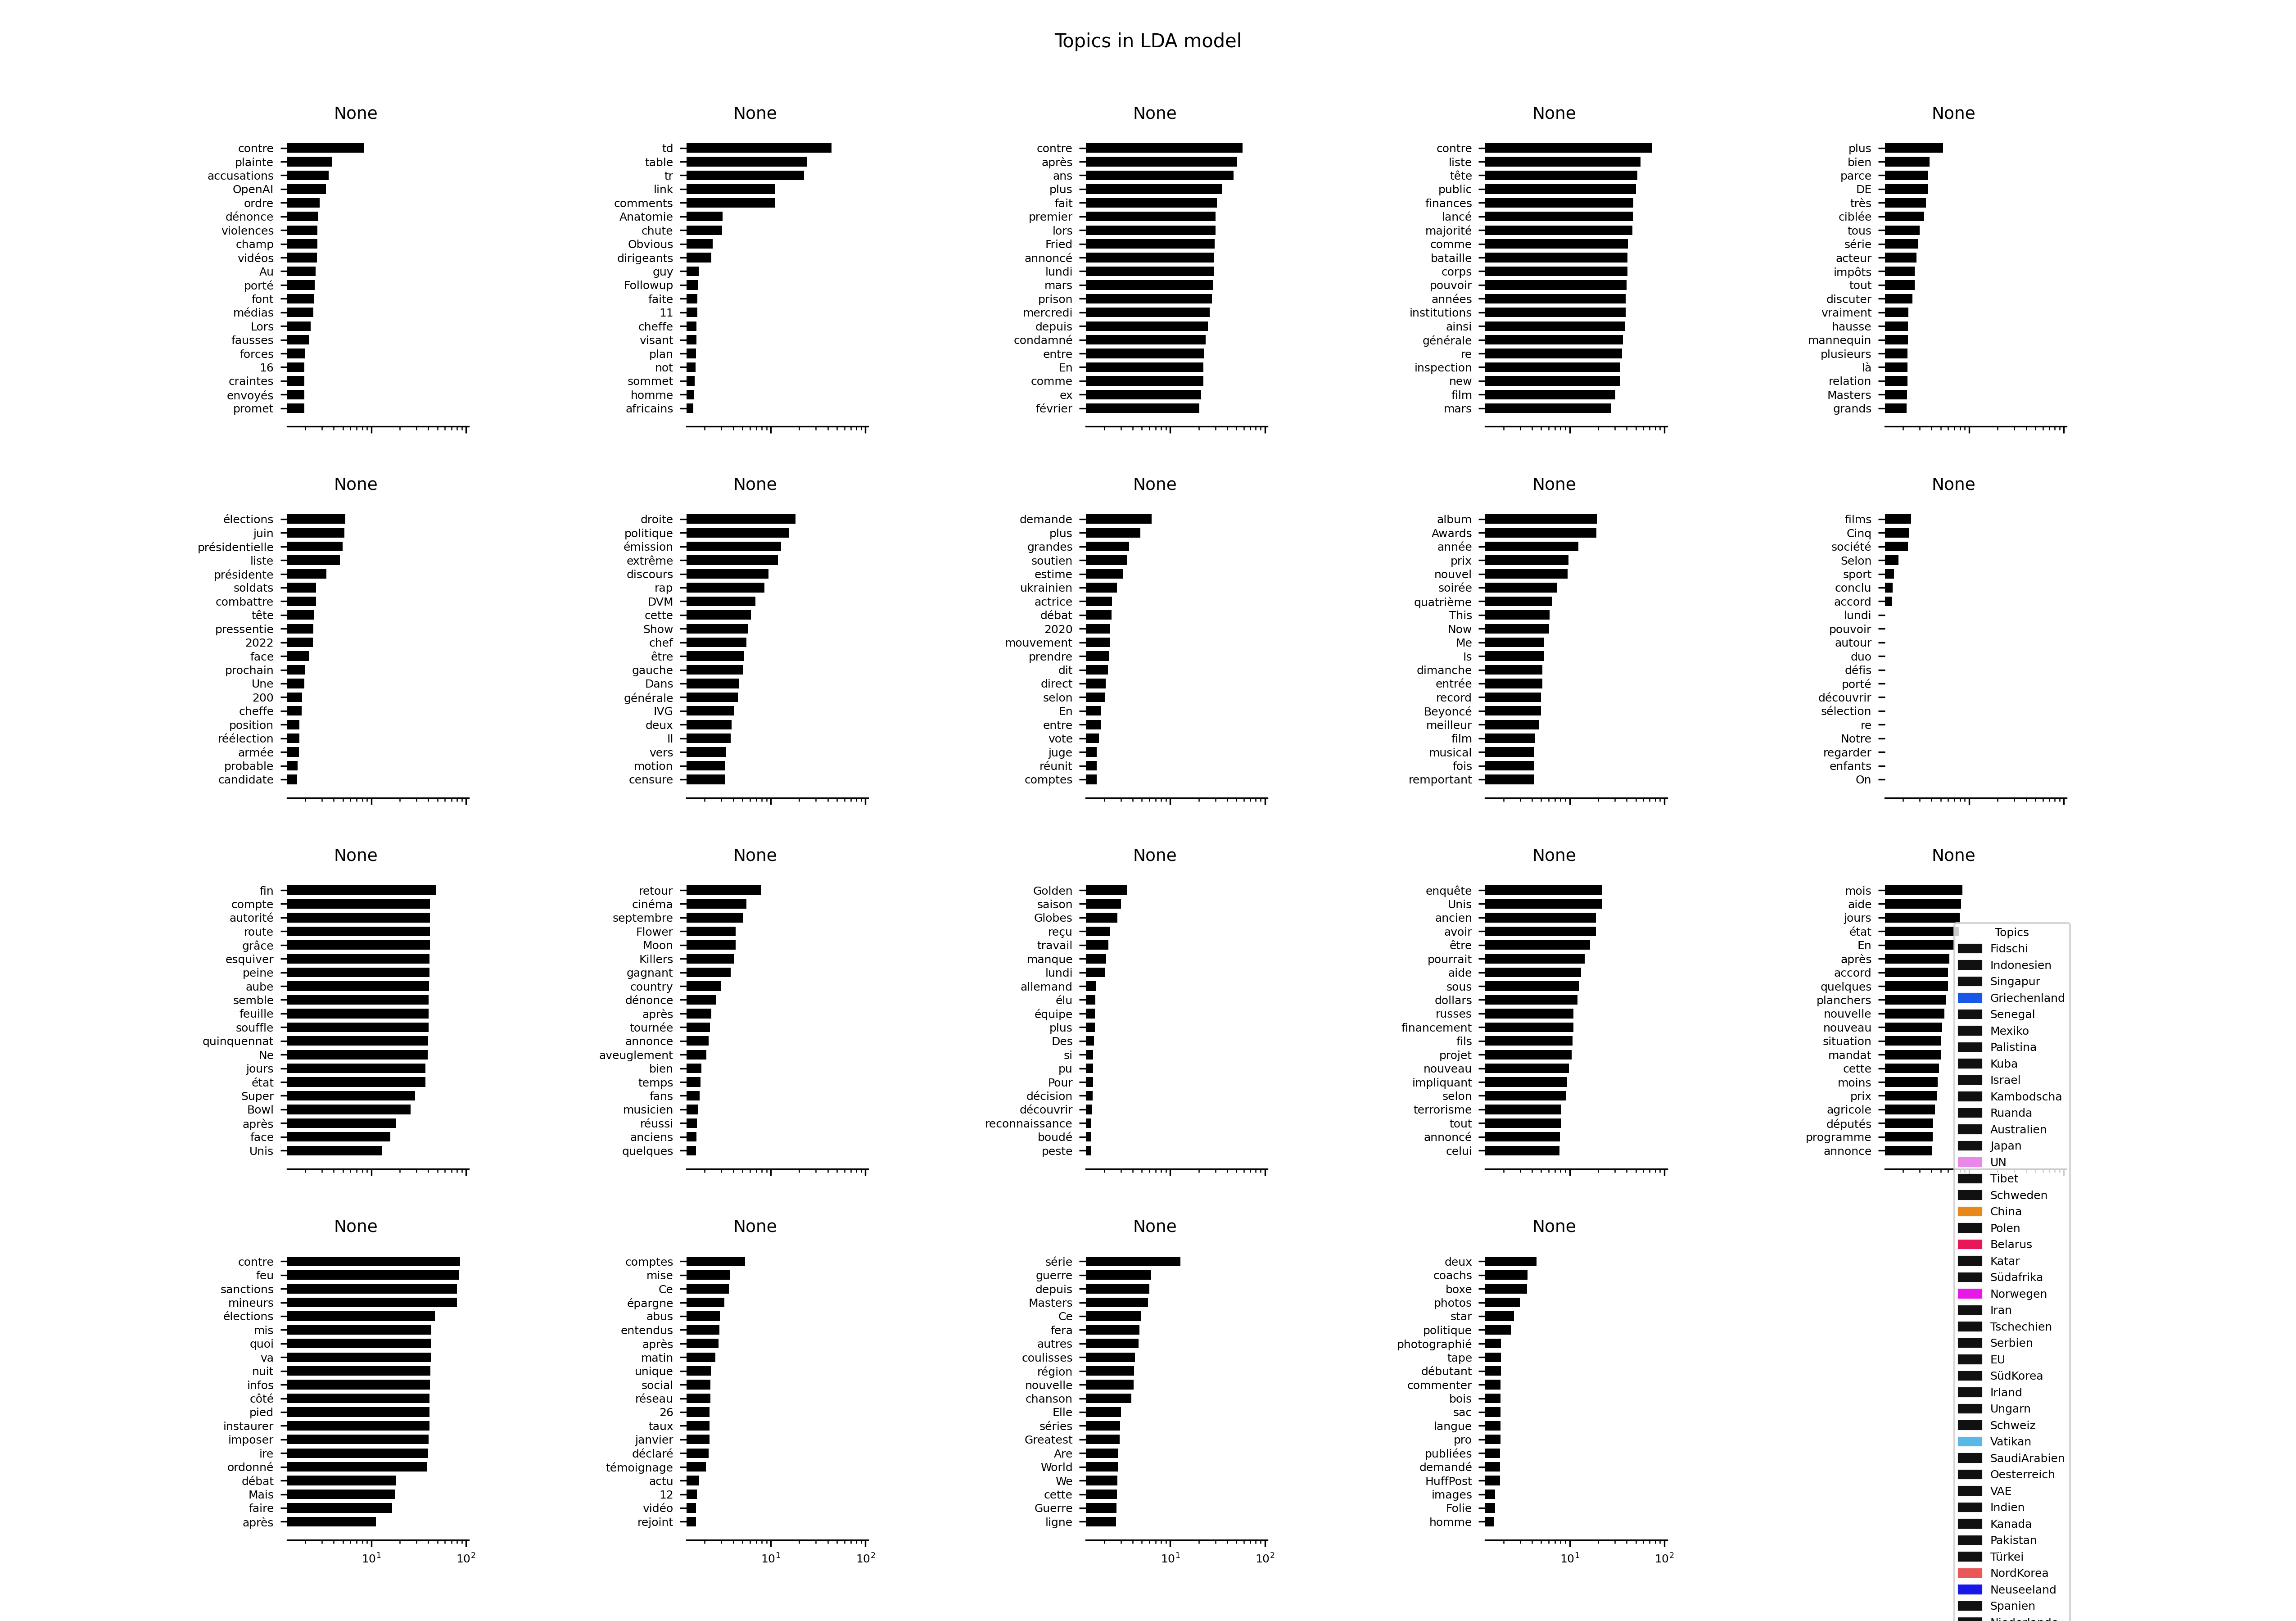 Topics in LDA model
None
contre
plainte
accusations
OpenAI
ordre
dénonce
violences
champ
vidéos
Au
porté
font
médias
Lors
fausses
forces
16
craintes
envoyés
promet
None
td
table
tr
link
comments
Anatomie
chute
Obvious
dirigeants
guy
Followup
faite
11
cheffe
visant
plan
not
sommet
homme
africains
None
contre
après
ans
plus
fait
premier
lors
Fried
annoncé
lundi
mars
prison
mercredi
depuis
condamné
entre
En
comme
ex
février
None
contre
liste
tête
public
finances
lancé
majorité
comme
bataille
corps
pouvoir
années
institutions
ainsi
générale
re
inspection
new
film
mars
None
plus
bien
parce
DE
très
ciblée
tous
série
acteur
impôts
tout
discuter
vraiment
hausse
mannequin
plusieurs
là
relation
Masters
grands
None
élections
juin
présidentielle
liste
présidente
soldats
combattre
tête
pressentie
2022
face
prochain
Une
200
cheffe
position
réélection
armée
probable
candidate
None
droite
politique
émission
extrême
discours
rap
DVM
cette
Show
chef
être
gauche
Dans
générale
IVG
deux
Il
vers
motion
censure
None
demande
plus
grandes
soutien
estime
ukrainien
actrice
débat
2020
mouvement
prendre
dit
direct
selon
En
entre
vote
juge
réunit
comptes
None
album
Awards
année
prix
nouvel
soirée
quatrième
This
Now
Me
Is
dimanche
entrée
record
Beyoncé
meilleur
film
musical
fois
remportant
None
films
Cinq
société
Selon
sport
conclu
accord
lundi
pouvoir
autour
duo
défis
porté
découvrir
sélection
re
Notre
regarder
enfants
On
None
fin
compte
autorité
route
grâce
esquiver
peine
aube
semble
feuille
souffle
quinquennat
Ne
jours
état
Super
Bowl
après
face
Unis
None
retour
cinéma
septembre
Flower
Moon
Killers
gagnant
country
dénonce
après
tournée
annonce
aveuglement
bien
temps
fans
musicien
réussi
anciens
quelques
None
Golden
saison
Globes
reçu
travail
manque
lundi
allemand
élu
équipe
plus
Des
si
pu
Pour
décision
découvrir
reconnaissance
boudé
peste
None
enquête
Unis
ancien
avoir
être
pourrait
aide
sous
dollars
russes
financement
fils
projet
nouveau
impliquant
selon
terrorisme
tout
annoncé
celui
None
mois
aide
jours
état
En
après
accord
quelques
planchers
nouvelle
nouveau
situation
mandat
cette
moins
prix
agricole
députés
programme
annonce
None
contre
feu
sanctions
mineurs
élections
mis
quoi
va
nuit
infos
côté
pied
instaurer
imposer
ire
ordonné
débat
Mais
faire
après
10¹ 10²
None
comptes
mise
Ce
épargne
abus
entendus
après
matin
unique
social
réseau
26
taux
janvier
déclaré
témoignage
actu
12
vidéo
rejoint
10¹ 10²
None
série
guerre
depuis
Masters
Ce
fera
autres
coulisses
région
nouvelle
chanson
Elle
séries
Greatest
Are
World
We
cette
Guerre
ligne
10¹ 10²
None
deux
coachs
boxe
photos
star
politique
photographié
tape
débutant
commenter
bois
sac
langue
pro
publiées
demandé
HuffPost
images
Folie
homme
10¹ 10²
Topics
Fidschi
Indonesien
Singapur
Griechenland
Senegal
Mexiko
Palistina
Kuba
Israel
Kambodscha
Ruanda
Australien
Japan
UN
Tibet
Schweden
China
Polen
Belarus
Katar
Südafrika
Norwegen
Iran
Tschechien
Serbien
EU
SüdKorea
Irland
Ungarn
Schweiz
Vatikan
SaudiArabien
Oesterreich
VAE
Indien
Kanada
Pakistan
Türkei
NordKorea
Neuseeland
Spanien